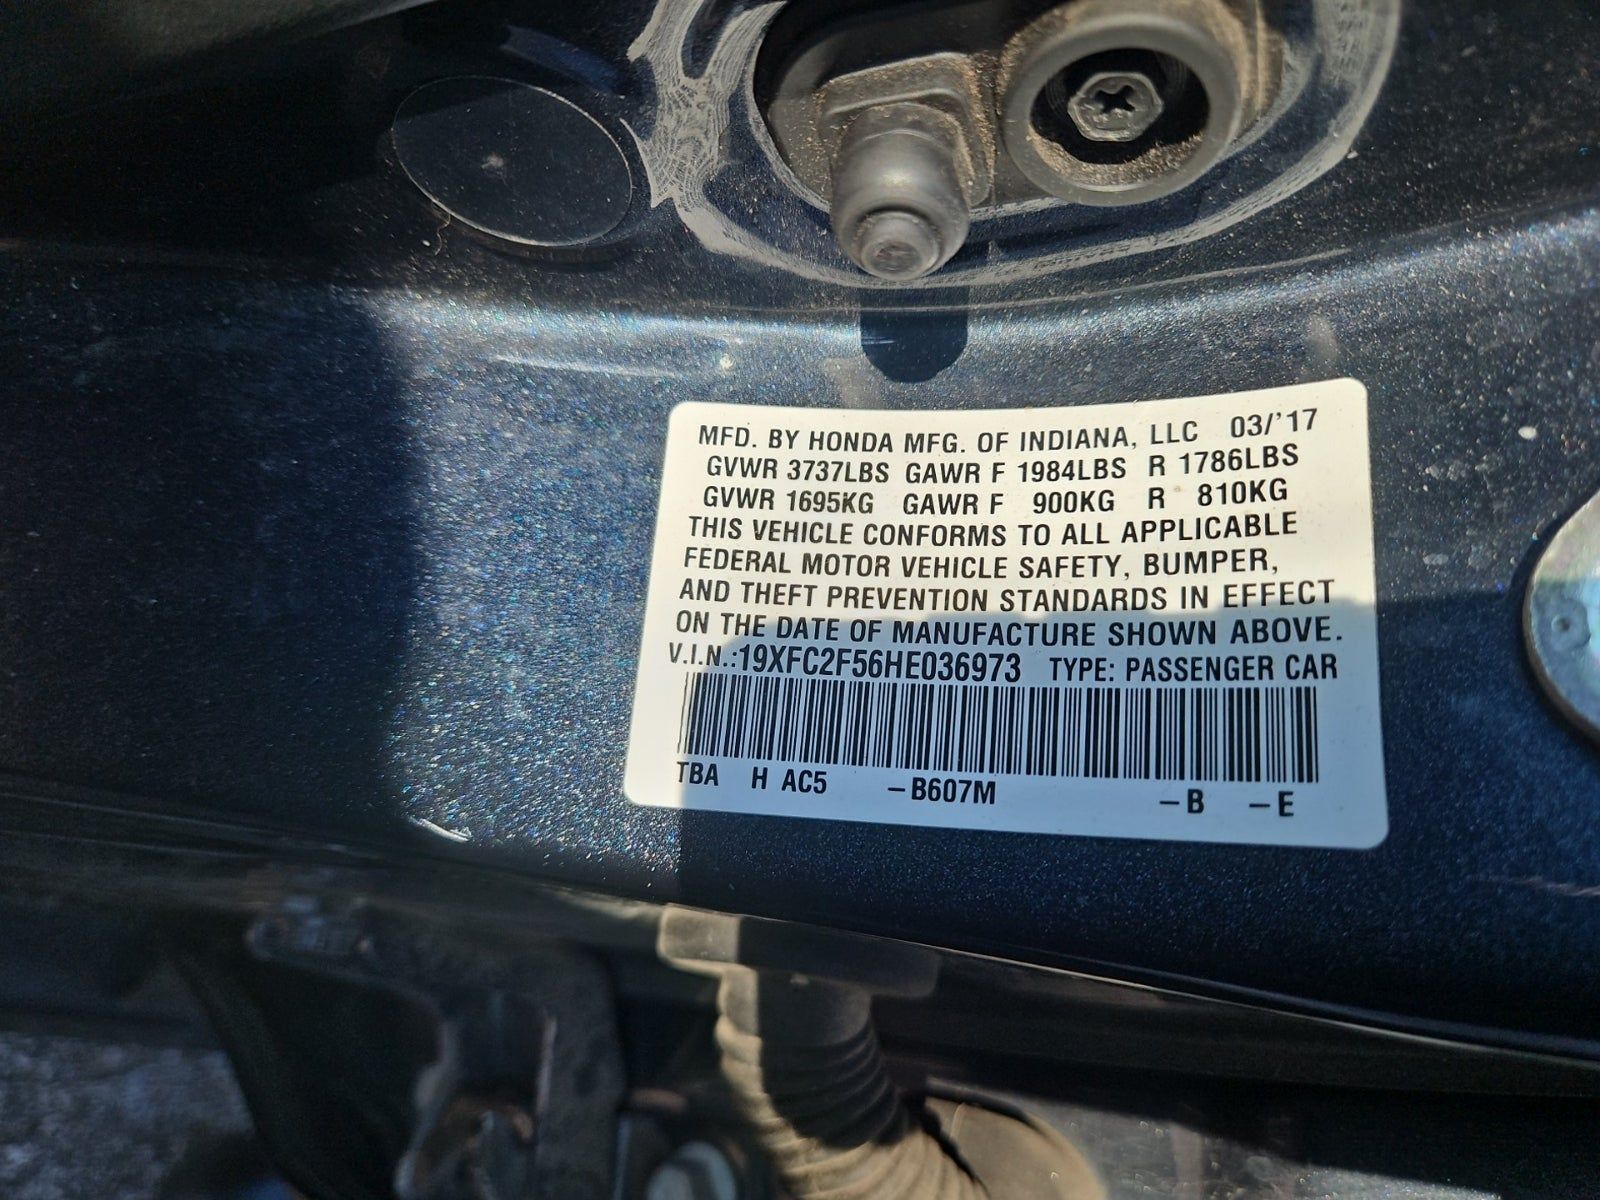 MFD. BY HONDA MFG. OF INDIANA, LLC 03/'17
GVWR 3737LBS GAWR F 1984LBS R 1786LBS
GVWR 1695KG GAWR F 900KG R 810KG
THIS VEHICLE CONFORMS TO ALL APPLICABLE
FEDERAL MOTOR VEHICLE SAFETY, BUMPER,
AND THEFT PREVENTION STANDARDS IN EFFECT
ON THE DATE OF MANUFACTURE SHOWN ABOVE.
V.I.N.:19XFC2F56HE036973 TYPE: PASSENGER CAR
TBA H AC5 –B607M –B –E